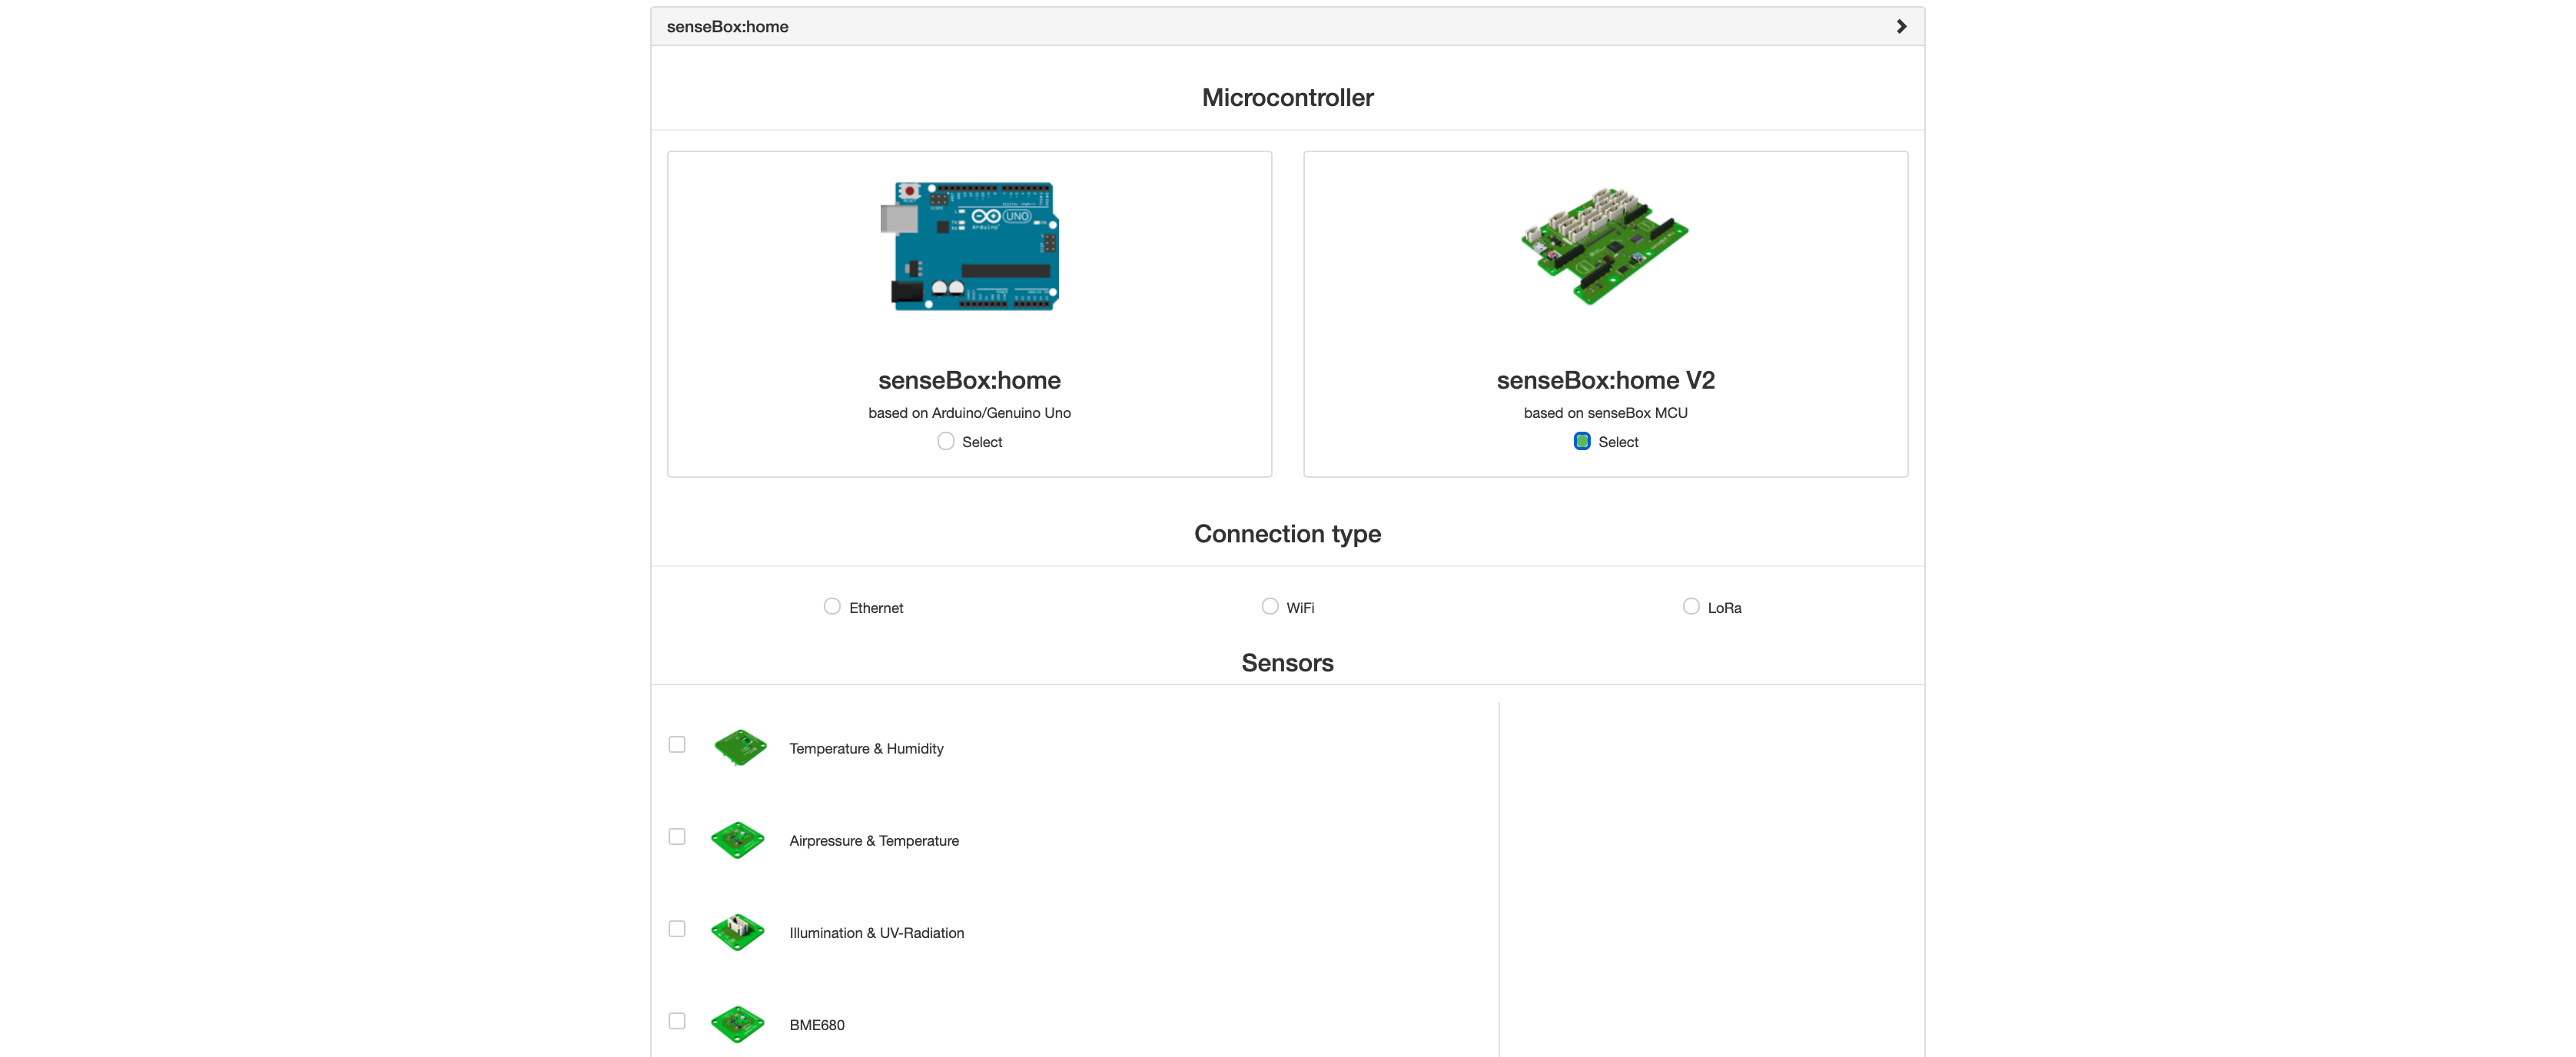 senseBox:home
Microcontroller
UNO
Arduino
senseBox:home
based on Arduino/Genuino Uno
Select
senseBox:home V2
based on senseBox MCU
Select
Connection type
Ethernet
WiFi
LoRa
Sensors
Temperature & Humidity
Airpressure & Temperature
Illumination & UV-Radiation
BME680